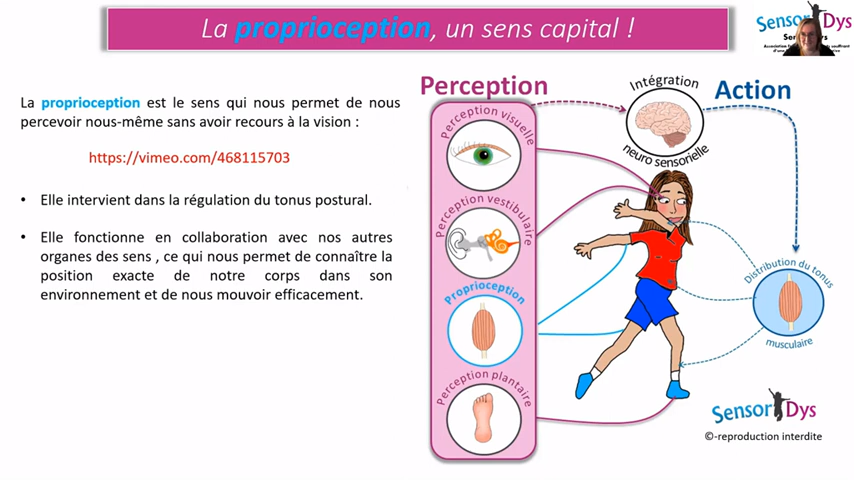 La proprioception, un sens capital !
Sensor Dys
La proprioception est le sens qui nous permet de nous
percevoir nous-même sans avoir recours à la vision :
https://vimeo.com/468115703
• Elle intervient dans la régulation du tonus postural.
• Elle fonctionne en collaboration avec nos autres
organes des sens , ce qui nous permet de connaître la
position exacte de notre corps dans son
environnement et de nous mouvoir efficacement.
Perception
Perception visuelle
Perception vestibulaire
Proprioception
Perception plantaire
Intégration
neuro sensorielle
Action
Distribution du tonus
musculaire
Sensor Dys
©-reproduction interdite